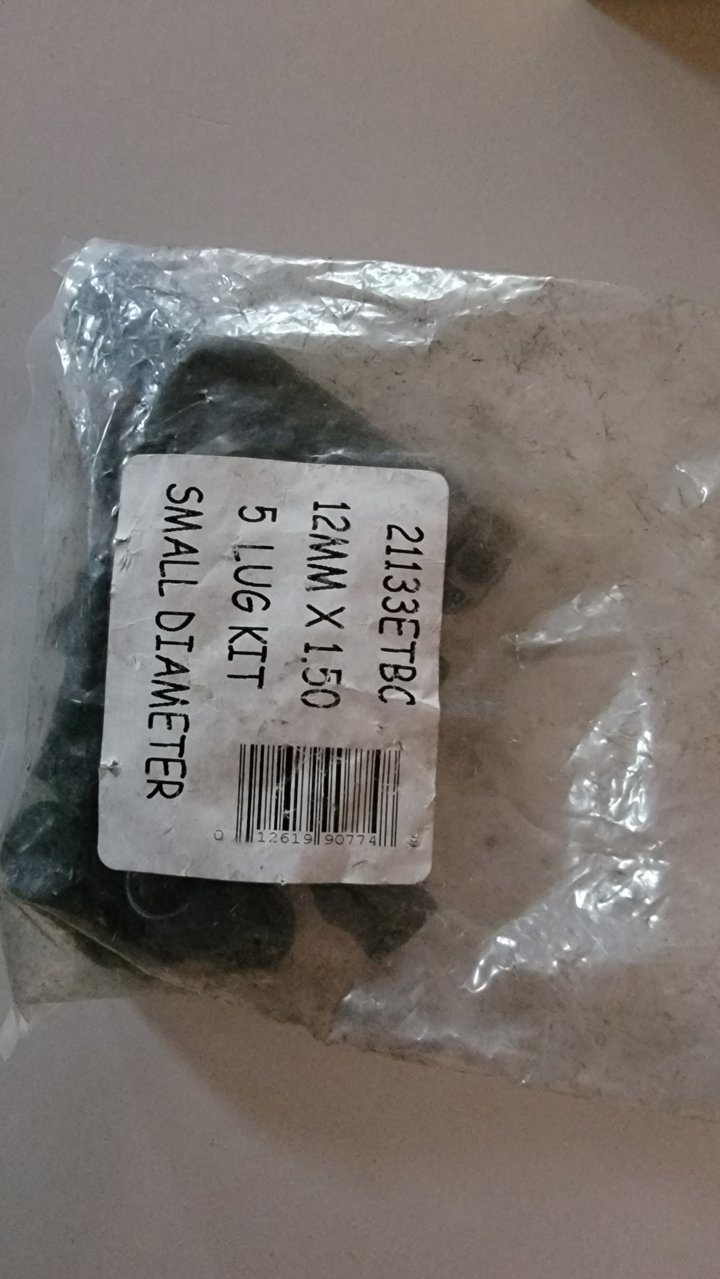 21133ETBC
12MM X 1.50
5 LUG KIT
SMALL DIAMETER
0 12619 90774 8